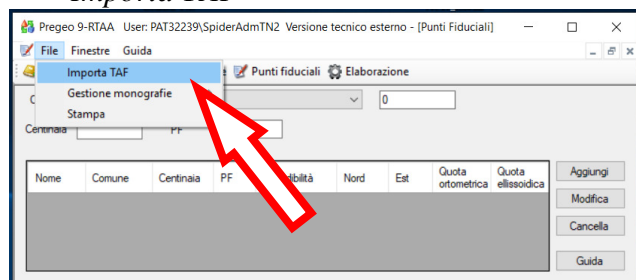 Importa TAF
Pregeo 9-RTAA User: PAT32239\SpiderAdmTN2 Versione tecnico esterno - [Punti Fiduciali]
File Finestre Guida
Punti fiduciali Elaborazione
Importa TAF
Gestione monografie
Stampa
0
Centinaia PF
Nome Comune Centinaia PF Nord Est Quota ortometrica Quota ellissoidica
Aggiungi
Modifica
Cancella
Guida